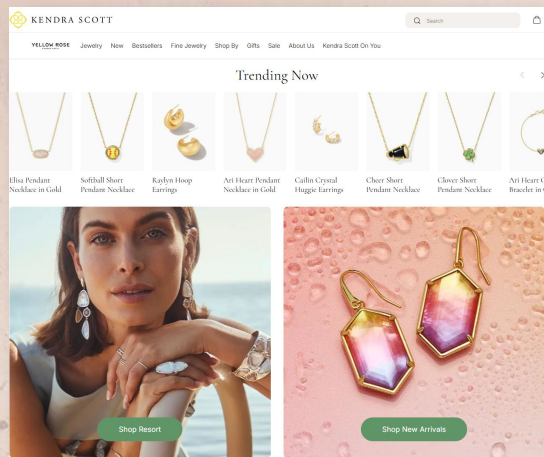 KENDRA SCOTT
Search
YELLOW ROSE
Jewelry New Bestsellers Fine Jewelry Shop By Gifts Sale About Us Kendra Scott On You
Trending Now
Elisa Pendant
Necklace in Gold
Softball Short
Pendant Necklace
Raylyn Hoop
Earrings
Ari Heart Pendant
Necklace in Gold
Cailin Crystal
Huggie Earrings
Cheer Short
Pendant Necklace
Clover Short
Pendant Necklace
Ari Heart
Bracelet in
Shop Resort
Shop New Arrivals